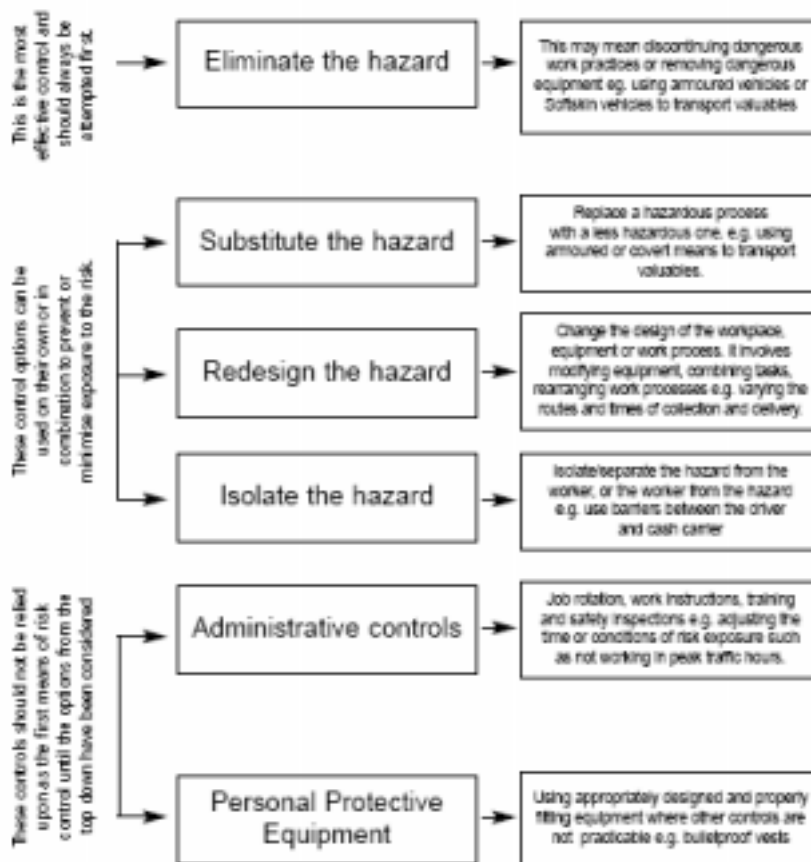 This is the most
effective control and
should always be
attempted first.
Eliminate the hazard
This may mean discontinuing dangerous
work practices or removing dangerous
equipment eg. using armoured vehicles or
Softskin vehicles to transport valuables
These control options can be
used on their own or in
combination to prevent or
minimise exposure to the risk.
Substitute the hazard
Replace a hazardous process
with a less hazardous one, e.g. using
armoured or covert means to transport
valuables.
Redesign the hazard
Change the design of the workplace,
equipment or work process. It involves
modifying equipment, combining tasks,
rearranging work processes e.g. varying the
routes and times of collection and delivery.
Isolate the hazard
Isolate/separate the hazard from the
worker, or the worker from the hazard
e.g. use barriers between the driver
and cash carrier
These controls should not be relied
upon as the first means of risk
control until the options from the
top down have been considered
Administrative controls
Job rotation, work instructions, training
and safety inspections e.g. adjusting the
time or conditions of risk exposure such
as not working in peak traffic hours.
Personal Protective
Equipment
Using appropriately designed and properly
fitting equipment where other controls are
not practicable e.g. bulletproof vests